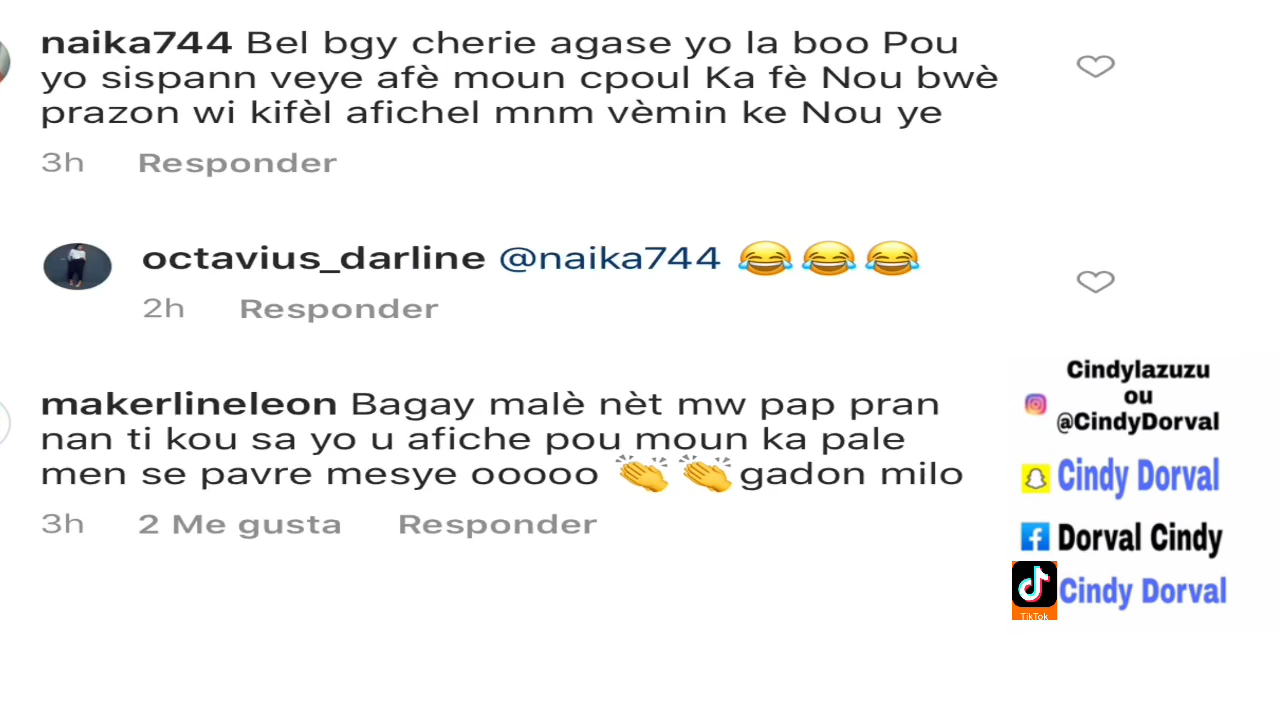 naika744 Bel bgy cherie agase yo la boo Pou
yo sispann veye afè moun cpoul Ka fè Nou bwè
prazon wi kifèl afichel mnm vèmin ke Nou ye
3h Responder
octavius_darline @naika744 😂😂😂
2h Responder
makerlineleon Bagay malè nèt mw pap pran
nan ti kou sa yo u afiche pou moun ka pale
men se pavre mesye ooooo 👏👏gadon milo
3h 2 Me gusta Responder
Cindylazuzu
ou
@CindyDorval
Cindy Dorval
Dorval Cindy
Cindy Dorval
TikTok